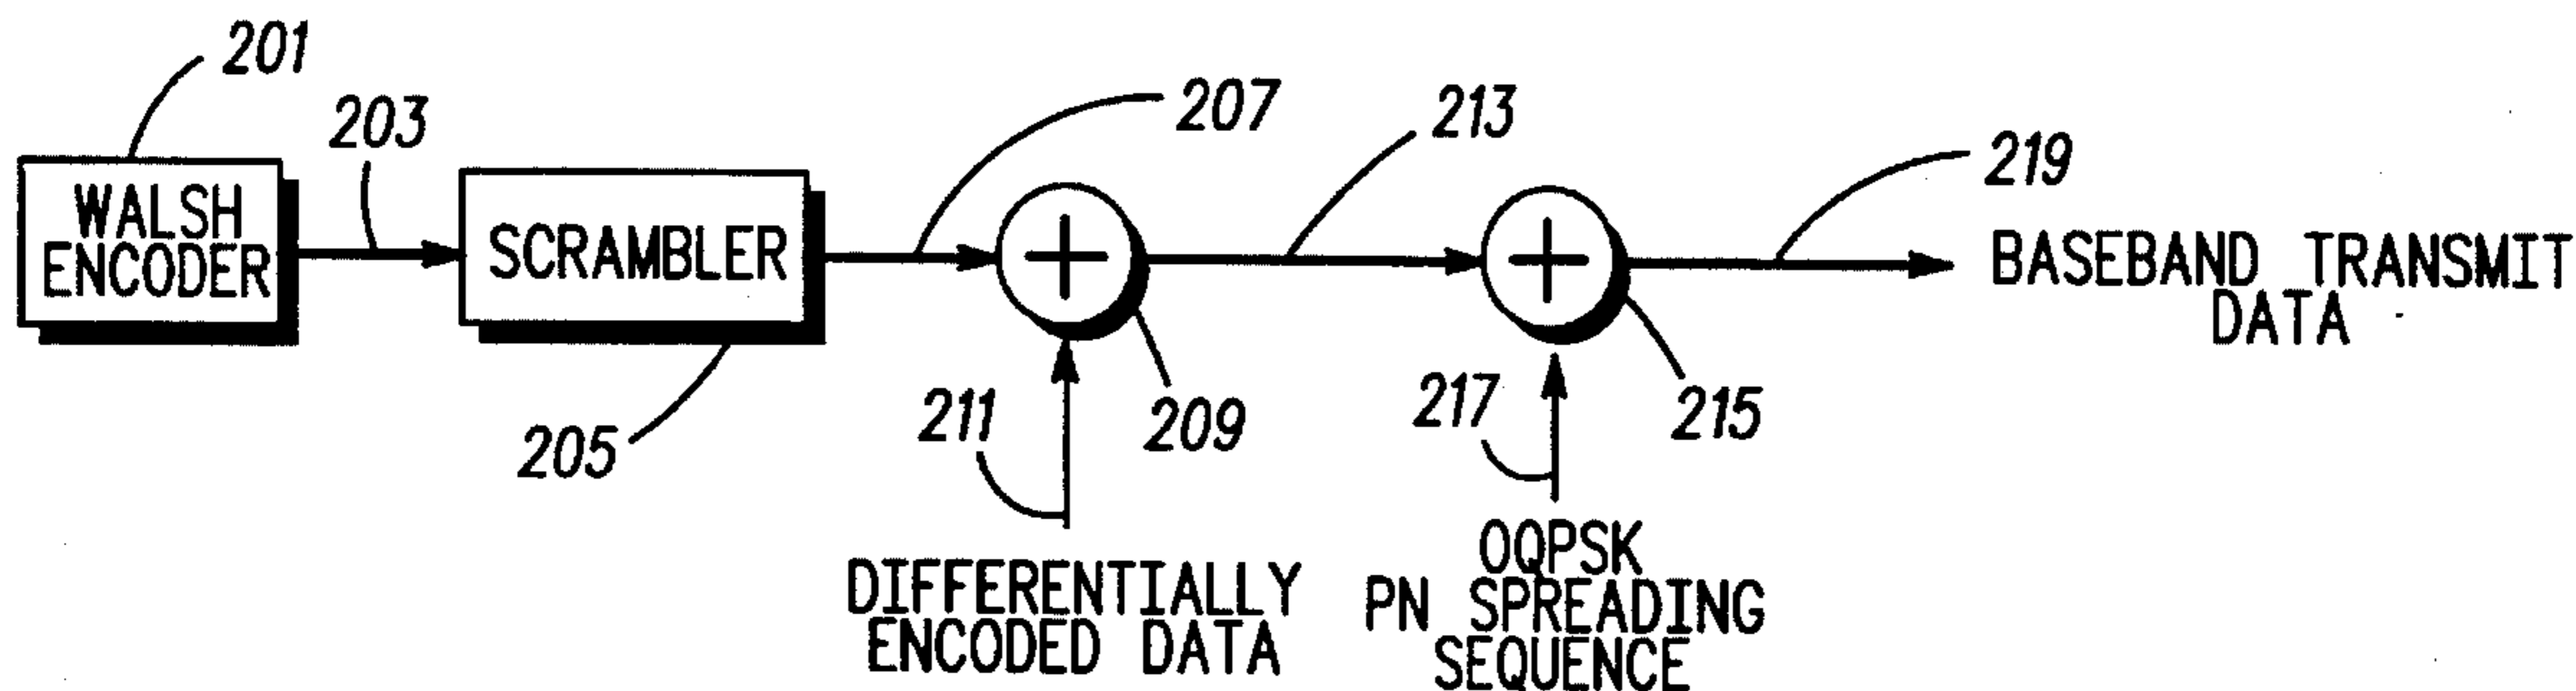 201
203
207
213
219
WALSH
ENCODER
SCRAMBLER
BASEBAND TRANSMIT
DATA
205
211
209
217
215
DIFFERENTIALLY
ENCODED DATA
OQPSK
PN SPREADING
SEQUENCE